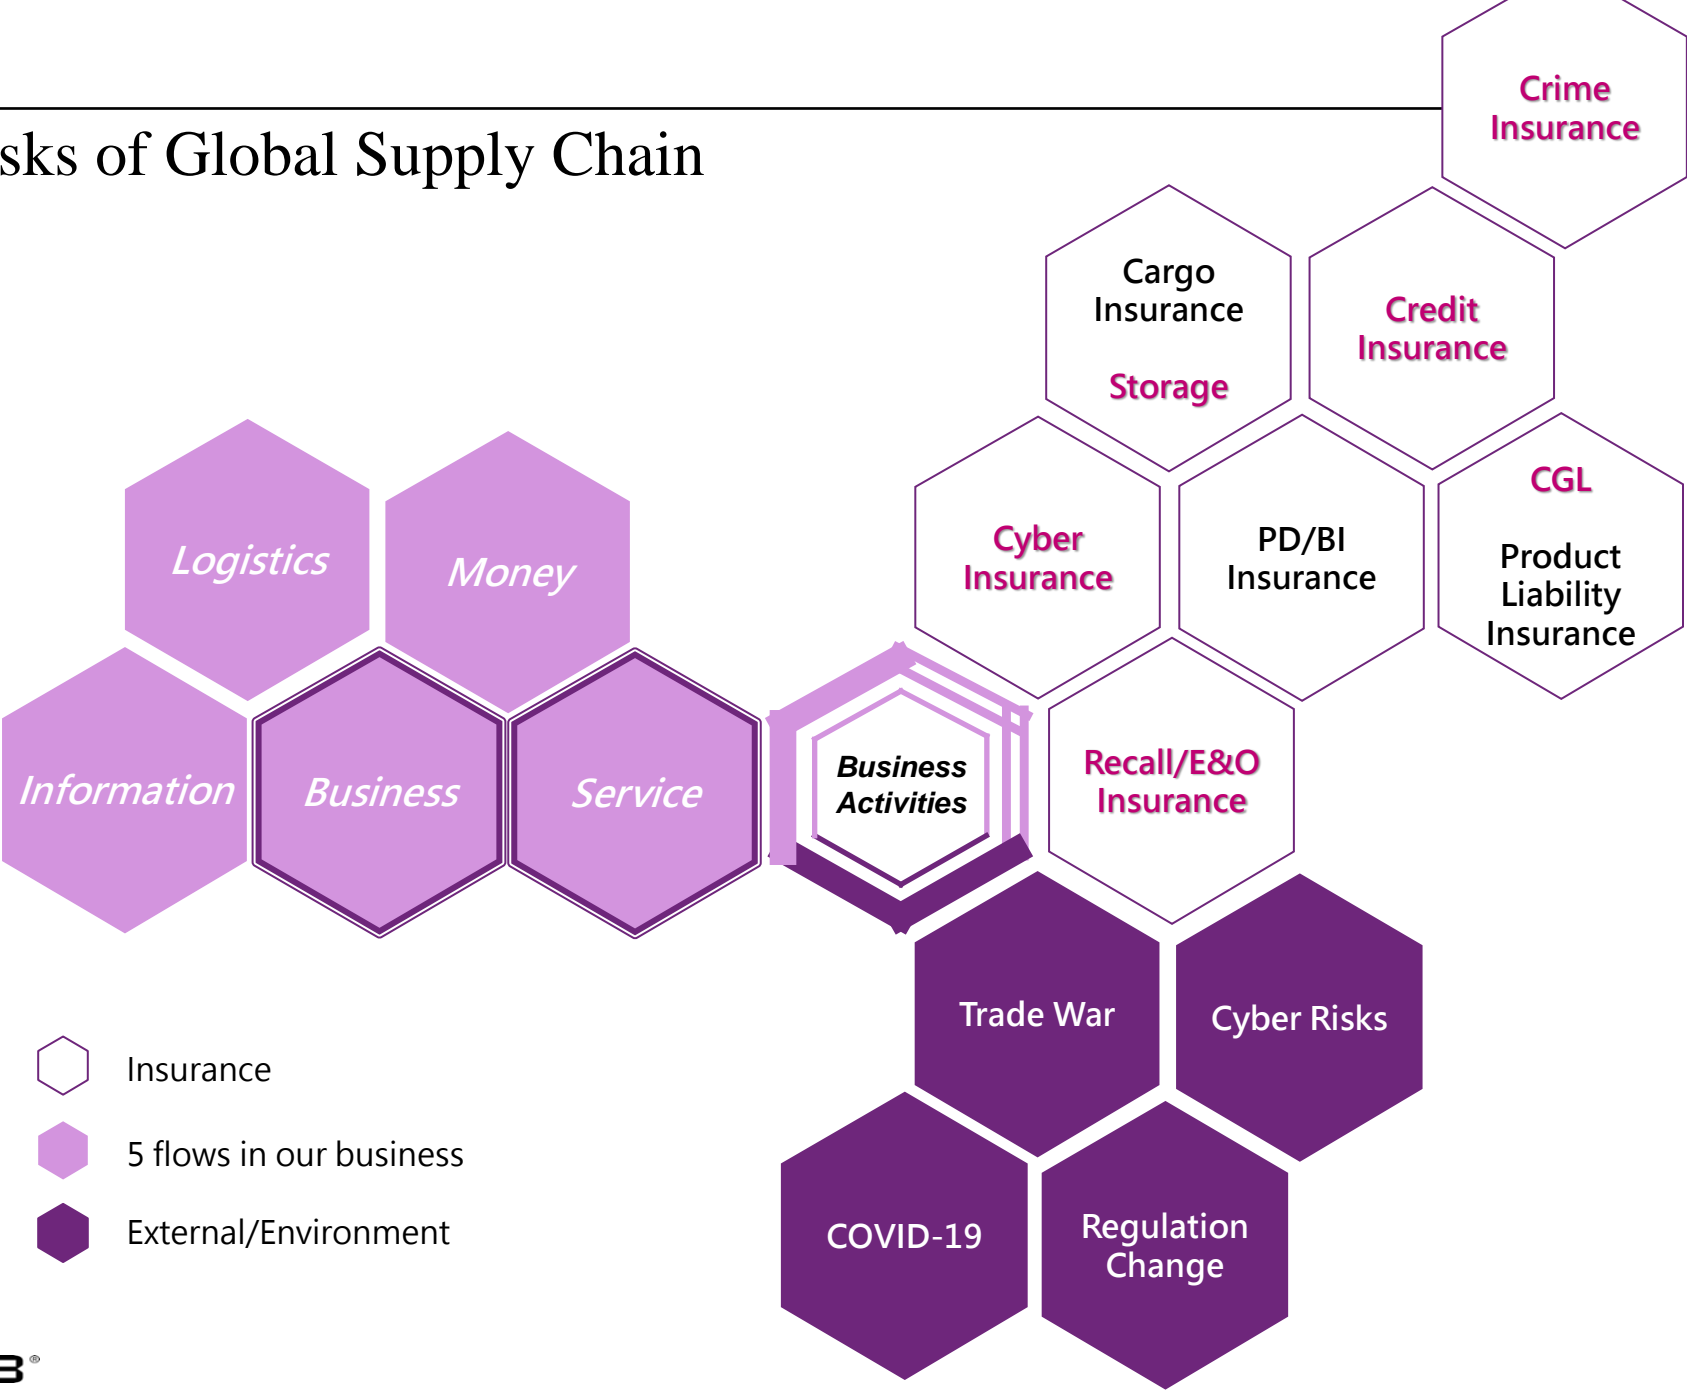 sks of Global Supply Chain
Crime
Insurance
Cargo
Insurance
Storage
Credit
Insurance
Cyber
Insurance
PD/BI
Insurance
CGL
Product
Liability
Insurance
Logistics
Money
Information
Business
Service
Business
Activities
Recall/E&O
Insurance
Trade War
Cyber Risks
COVID-19
Regulation
Change
Insurance
5 flows in our business
External/Environment
B®